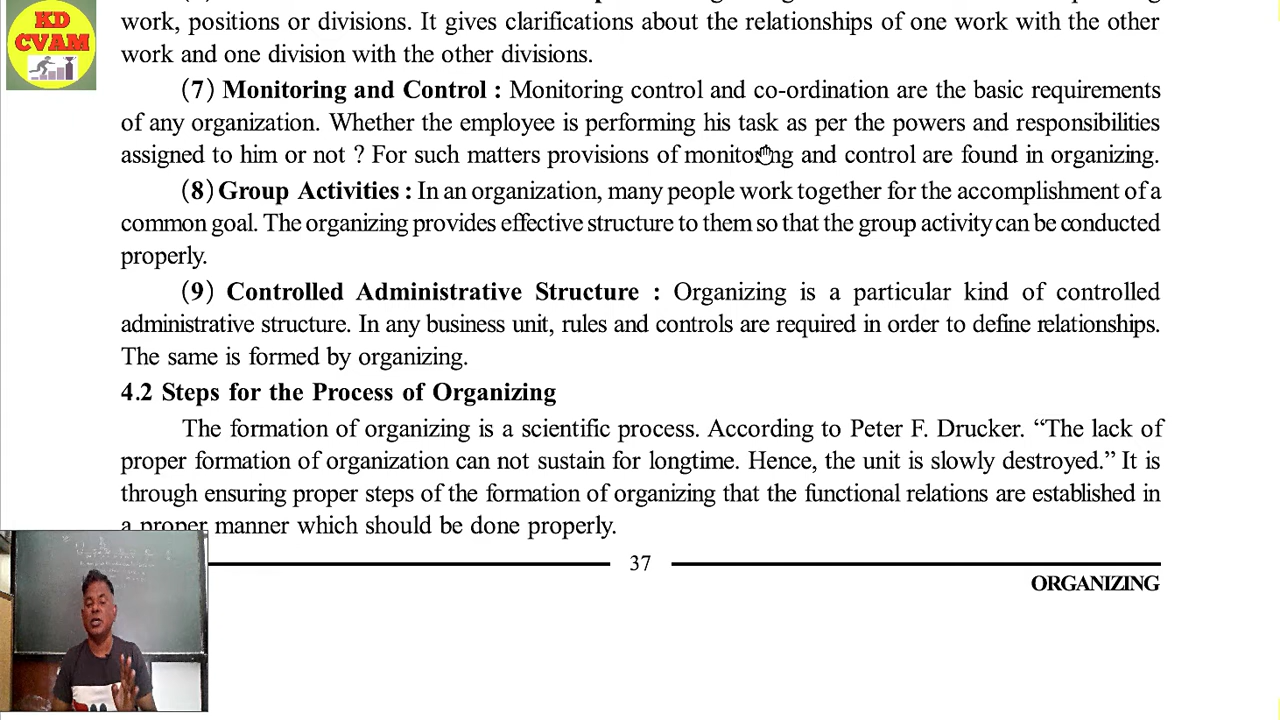 KD
CVAM
work, positions or divisions. It gives clarifications about the relationships of one work with the other
work and one division with the other divisions.
(7) Monitoring and Control : Monitoring control and co-ordination are the basic requirements
of any organization. Whether the employee is performing his task as per the powers and responsibilities
assigned to him or not ? For such matters provisions of monitoring and control are found in organizing.
(8) Group Activities : In an organization, many people work together for the accomplishment of a
common goal. The organizing provides effective structure to them so that the group activity can be conducted
properly.
(9) Controlled Administrative Structure : Organizing is a particular kind of controlled
administrative structure. In any business unit, rules and controls are required in order to define relationships.
The same is formed by organizing.
4.2 Steps for the Process of Organizing
The formation of organizing is a scientific process. According to Peter F. Drucker. “The lack of
proper formation of organization can not sustain for longtime. Hence, the unit is slowly destroyed.” It is
through ensuring proper steps of the formation of organizing that the functional relations are established in
a proper manner which should be done properly.
37
ORGANIZING